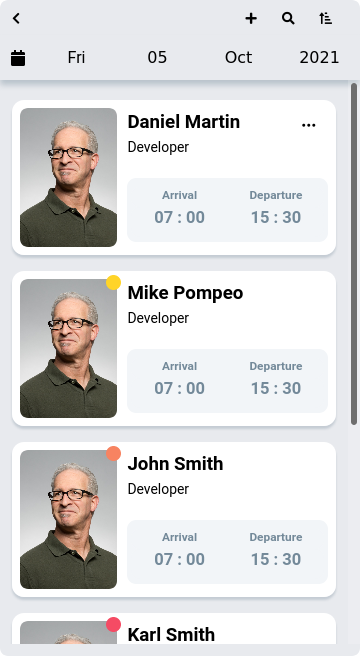 Fri 05 Oct 2021
Daniel Martin
Developer
Arrival Departure
07 : 00 15 : 30
Mike Pompeo
Developer
Arrival Departure
07 : 00 15 : 30
John Smith
Developer
Arrival Departure
07 : 00 15 : 30
Karl Smith